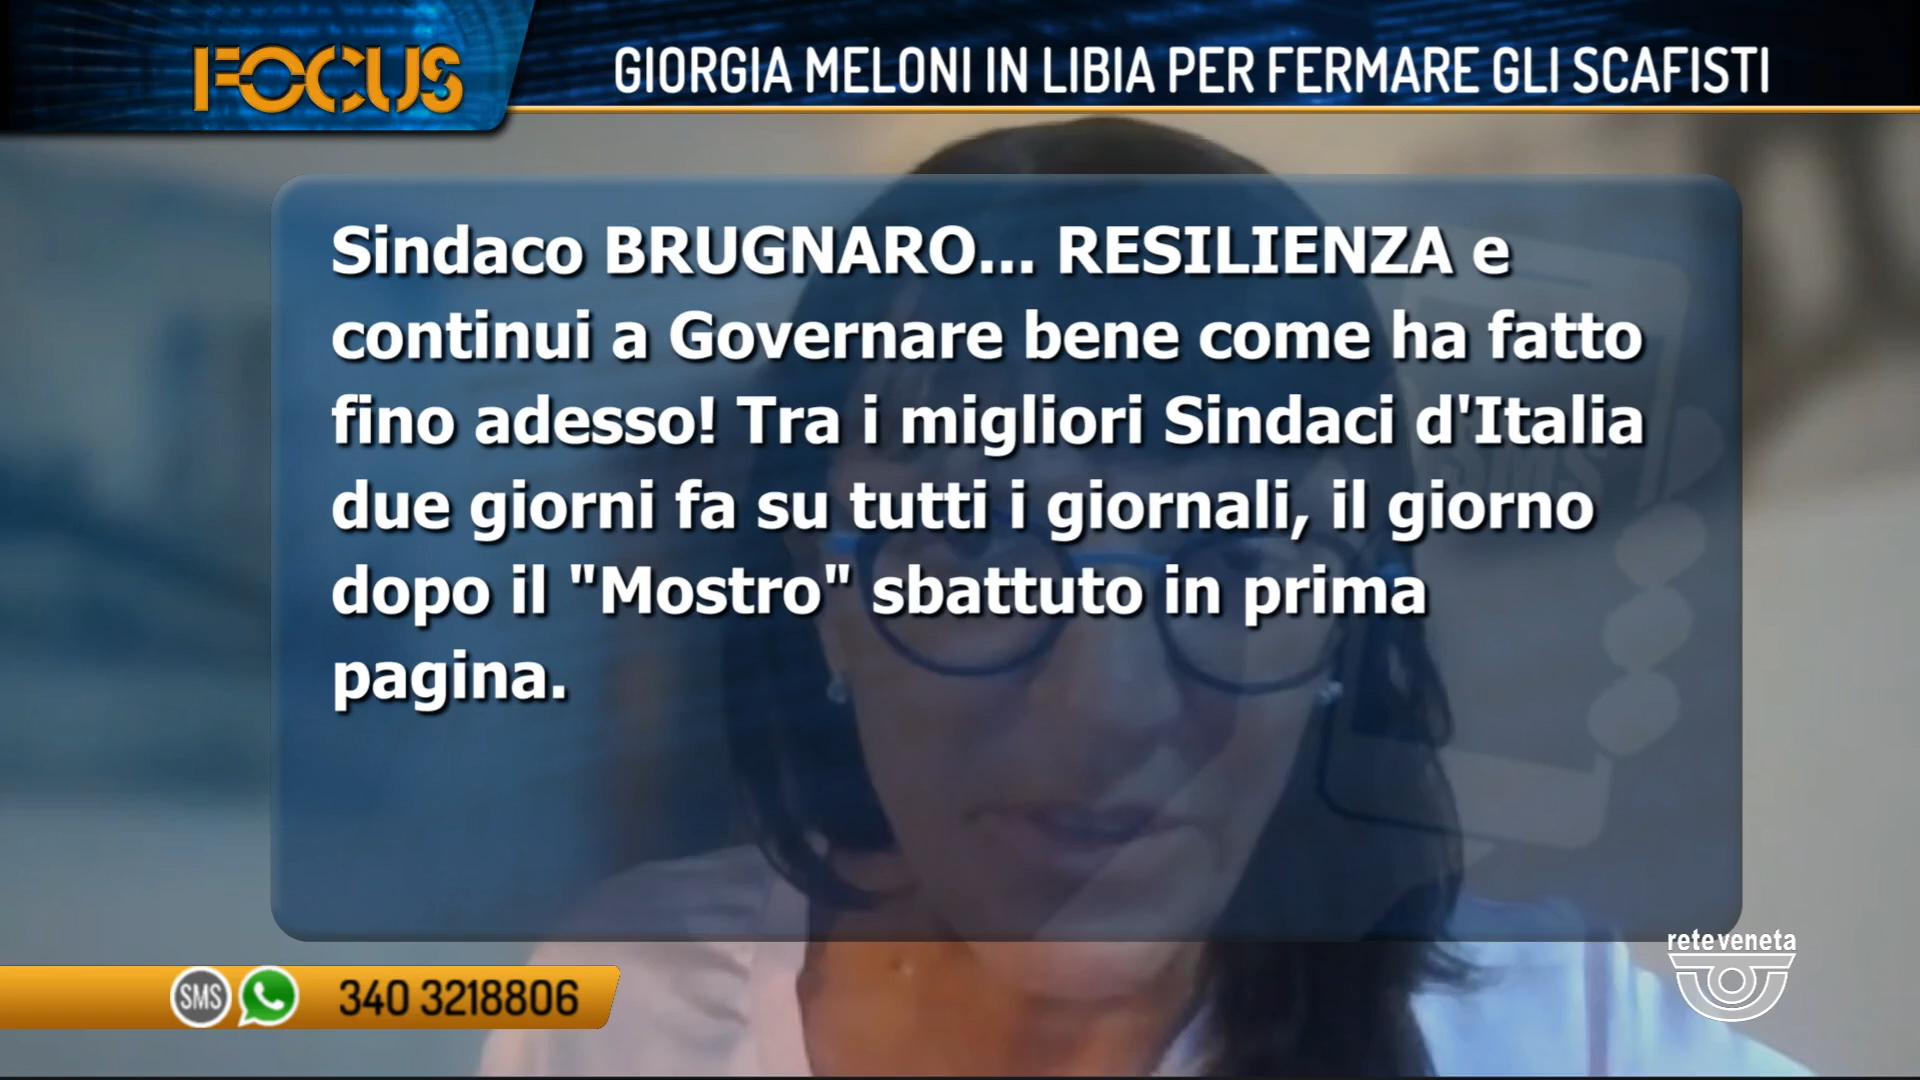 FOCUS
GIORGIA MELONI IN LIBIA PER FERMARE GLI SCAFISTI
Sindaco BRUGNARO... RESILIENZA e
continui a Governare bene come ha fatto
fino adesso! Tra i migliori Sindaci d'Italia
due giorni fa su tutti i giornali, il giorno
dopo il "Mostro" sbattuto in prima
pagina.
SMS
reteveneta
SMS 340 3218806